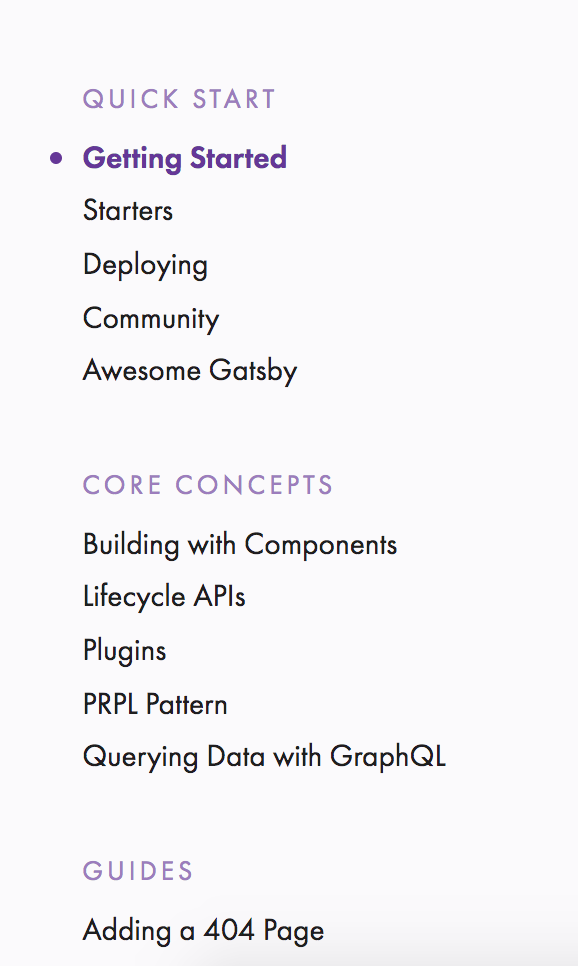 QUICK START
Getting Started
Starters
Deploying
Community
Awesome Gatsby
CORE CONCEPTS
Building with Components
Lifecycle APIs
Plugins
PRPL Pattern
Querying Data with GraphQL
GUIDES
Adding a 404 Page